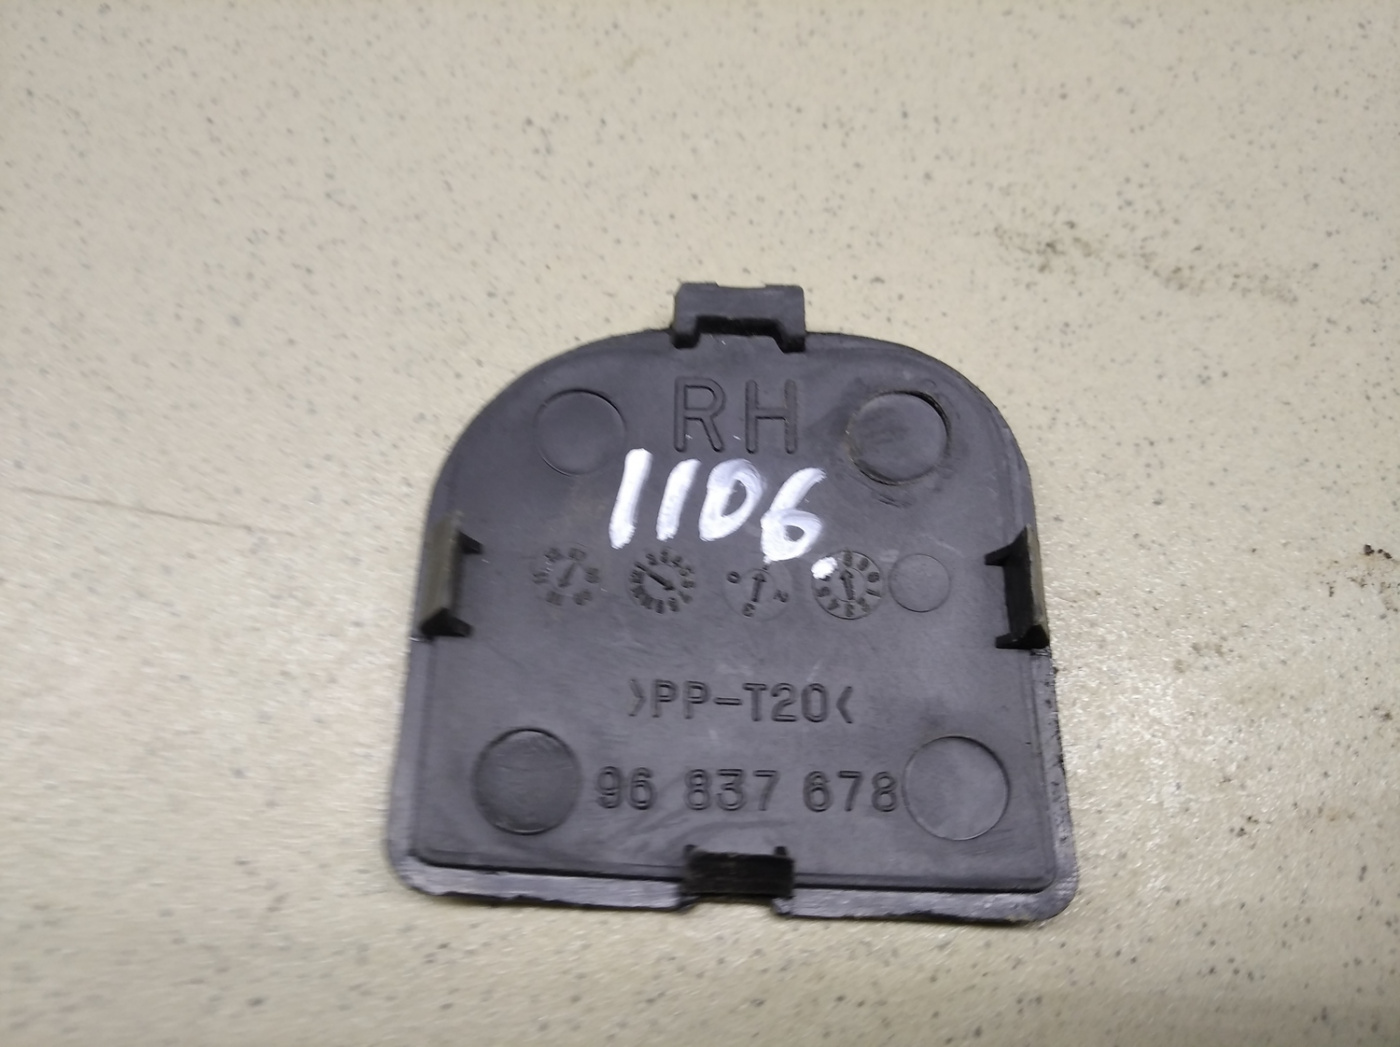 RH
1106.
>PP-T20<
96 837 678